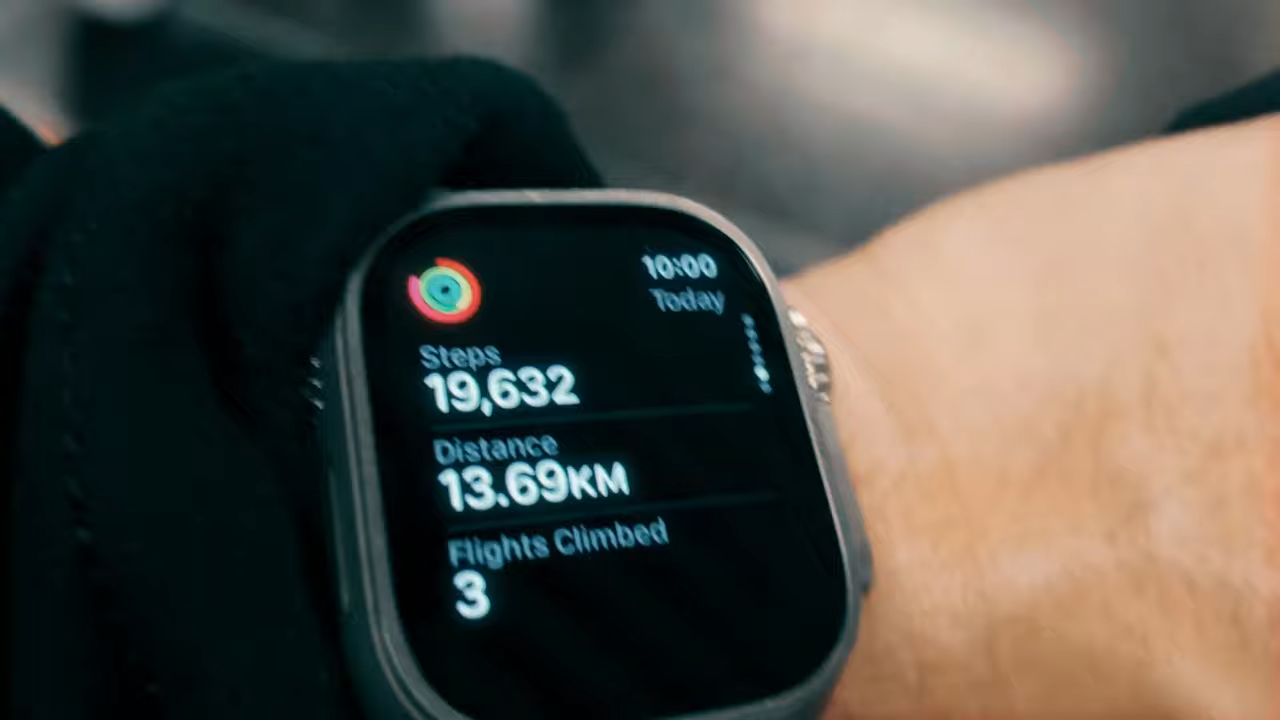 10:00
Today
Steps
19,632
Distance
13.69KM
Flights Climbed
3